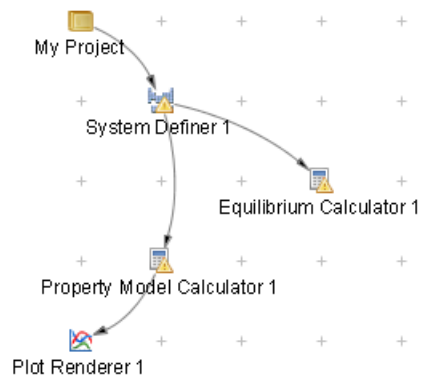 My Project
System Definer 1
Equilibrium Calculator 1
Property Model Calculator 1
Plot Renderer 1